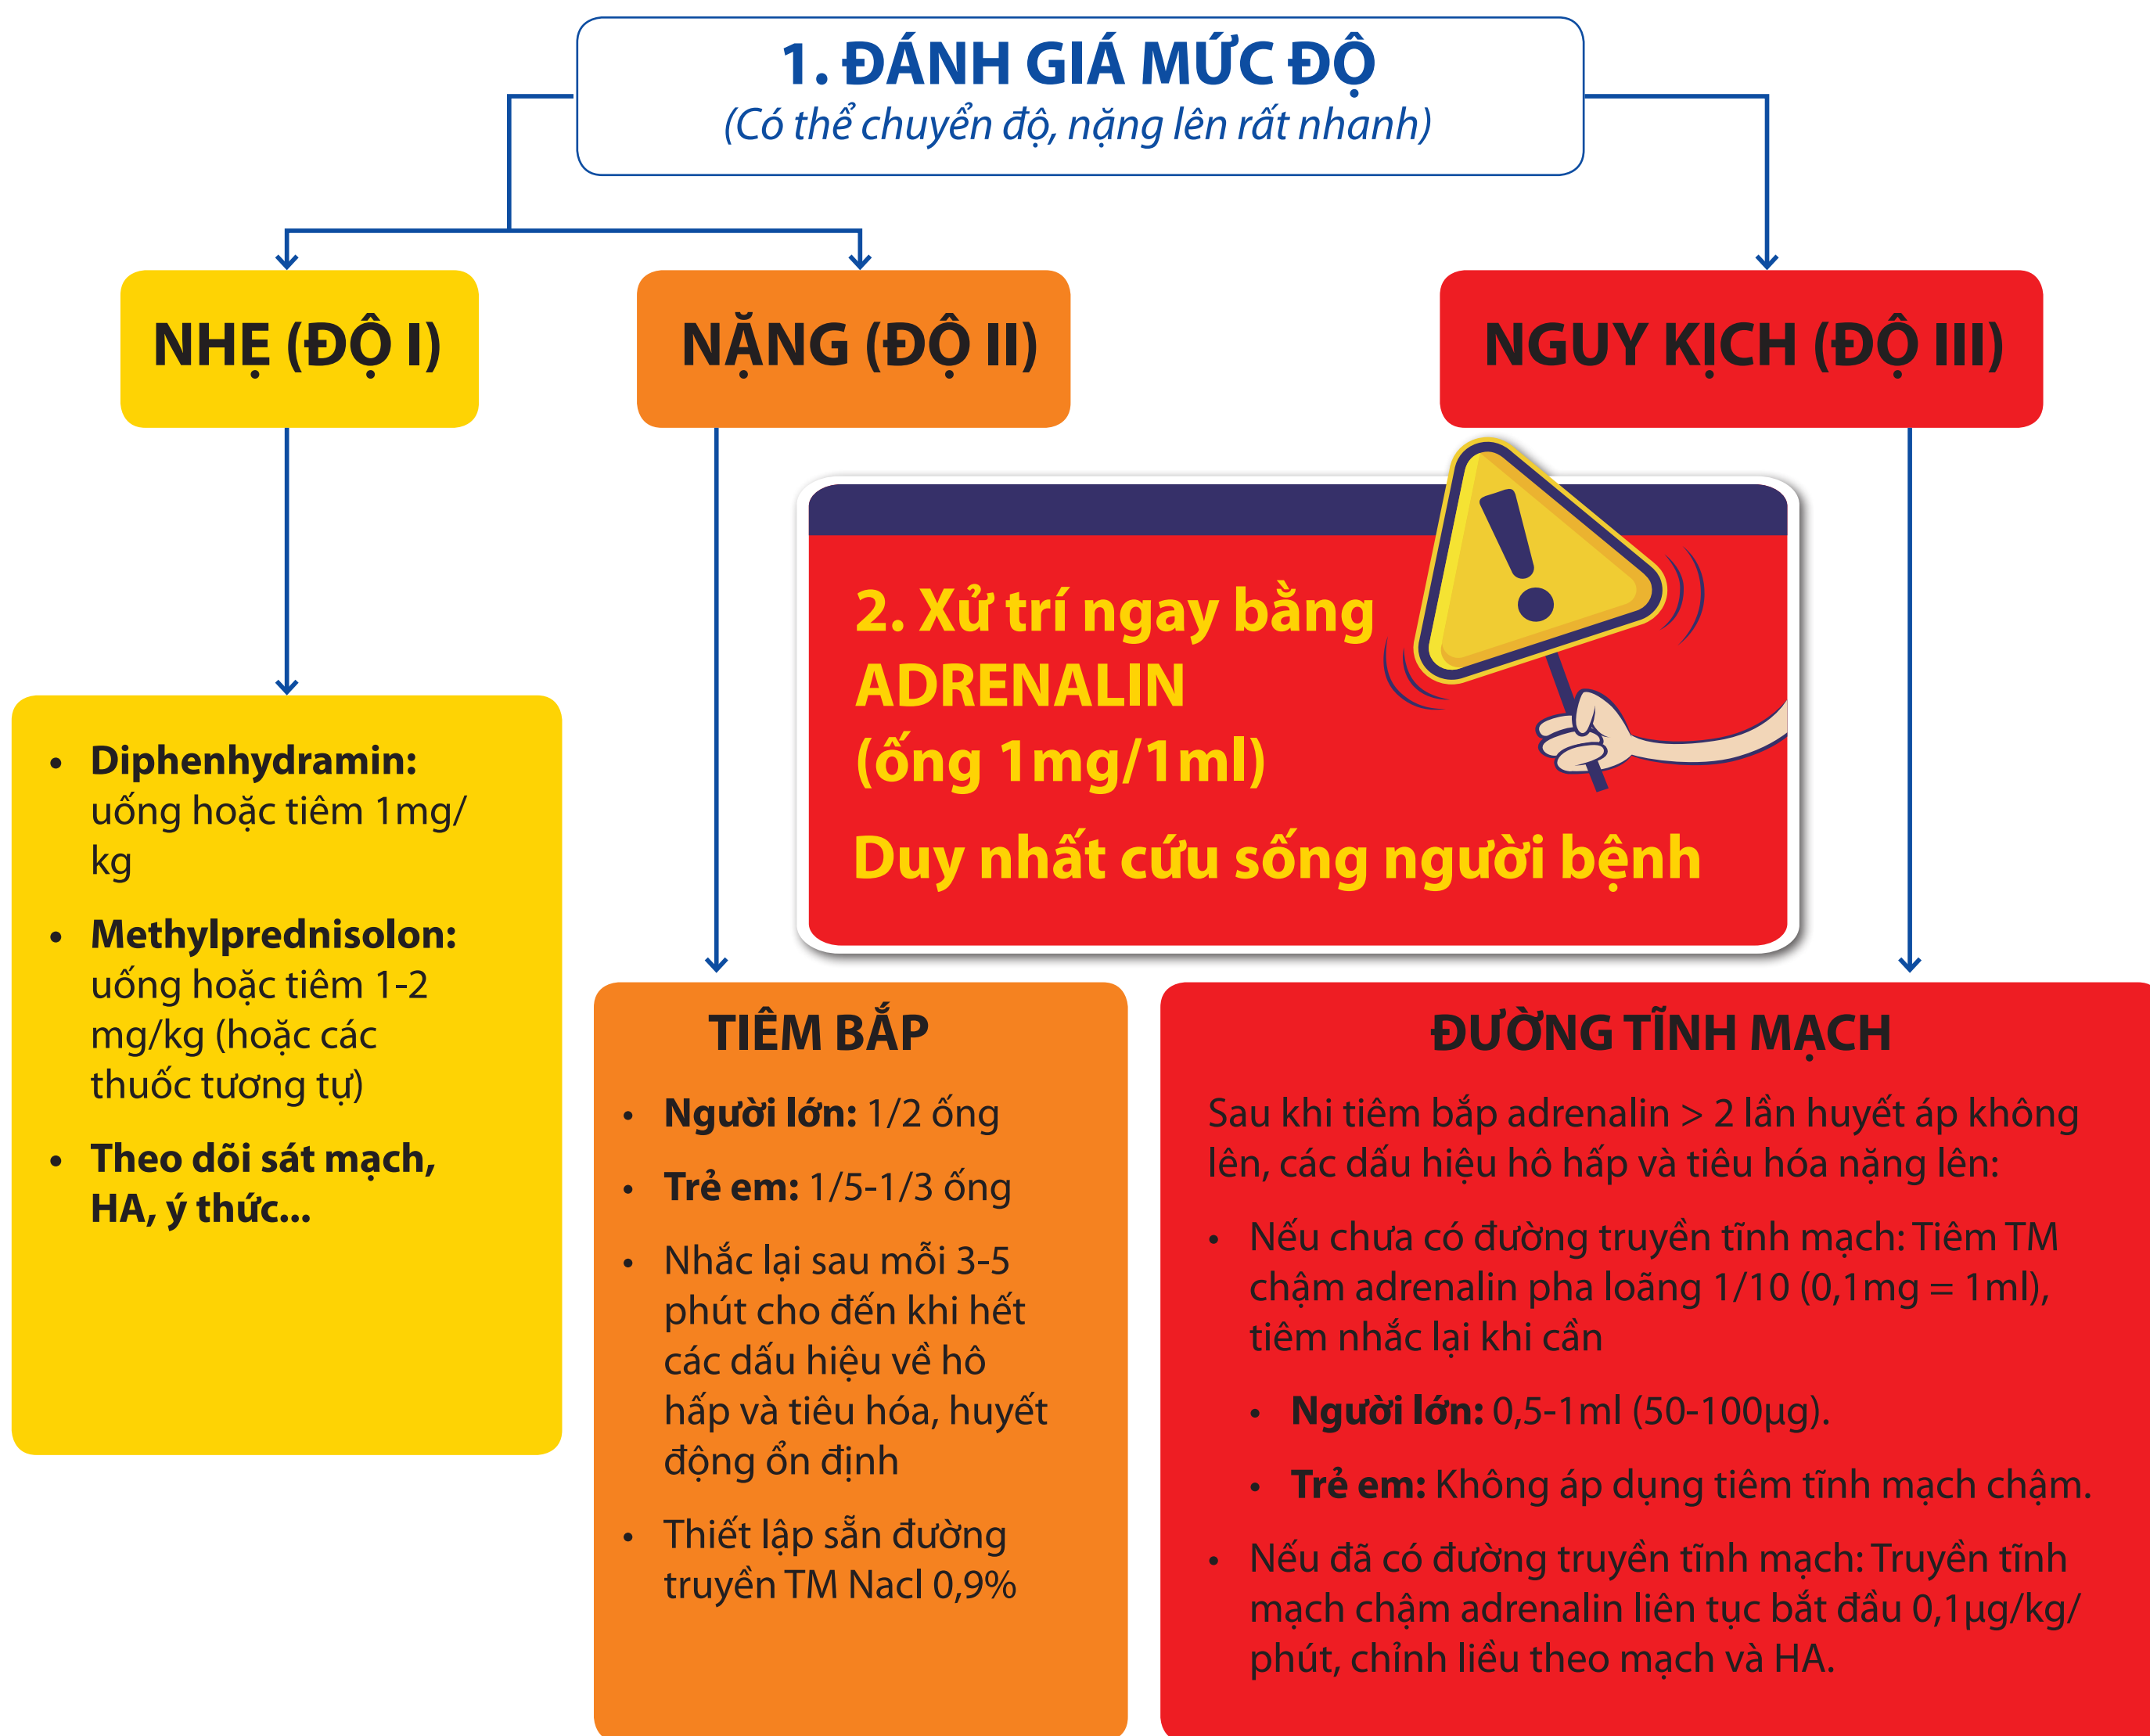 1. ĐÁNH GIÁ MỨC ĐỘ
(Có thể chuyển độ, nặng lên rất nhanh)
NHẸ (ĐỘ I)
NẶNG (ĐỘ II)
NGUY KỊCH (ĐỘ III)
2. Xử trí ngay bằng
ADRENALIN
(ống 1mg/1ml)
Duy nhất cứu sống người bệnh
• Diphenhydramin:
uống hoặc tiêm 1mg/
kg
• Methylprednisolon:
uống hoặc tiêm 1-2
mg/kg (hoặc các
thuốc tương tự)
• Theo dõi sát mạch,
HA, ý thức...
TIÊM BẮP
• Người lớn: 1/2 ống
• Trẻ em: 1/5-1/3 ống
• Nhắc lại sau mỗi 3-5
phút cho đến khi hết
các dấu hiệu về hô
hấp và tiêu hóa, huyết
động ổn định
• Thiết lập sẵn đường
truyền TM Nacl 0,9%
ĐƯỜNG TĨNH MẠCH
Sau khi tiêm bắp adrenalin > 2 lần huyết áp không
lên, các dấu hiệu hô hấp và tiêu hóa nặng lên:
• Nếu chưa có đường truyền tĩnh mạch: Tiêm TM
chậm adrenalin pha loãng 1/10 (0,1mg = 1ml),
tiêm nhắc lại khi cần
• Người lớn: 0,5-1ml (50-100µg).
• Trẻ em: Không áp dụng tiêm tĩnh mạch chậm.
• Nếu đã có đường truyền tĩnh mạch: Truyền tĩnh
mạch chậm adrenalin liên tục bắt đầu 0,1µg/kg/
phút, chỉnh liều theo mạch và HA.